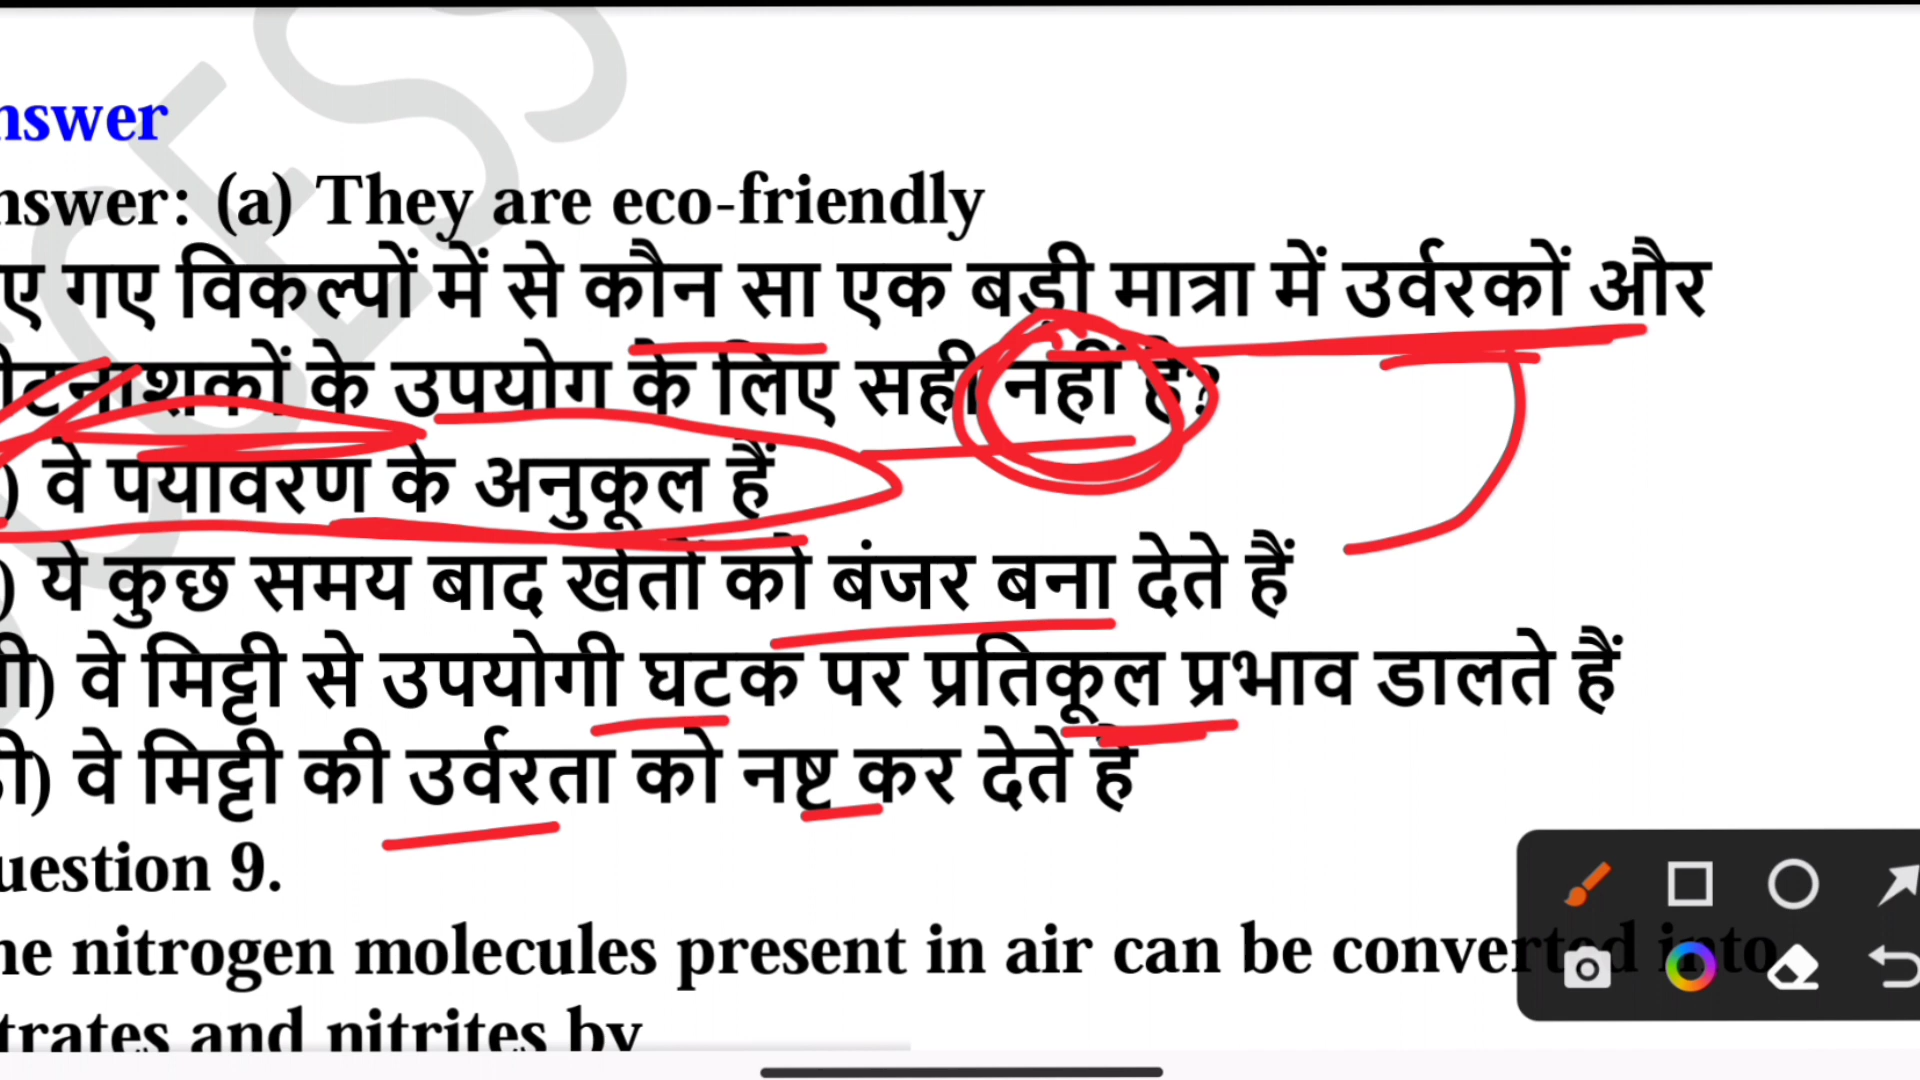 nswer
nswer: (a) They are eco-friendly
ए गए विकल्पों में से कौन सा एक बड़ी मात्रा में उर्वरकों और
ीटनाशकों के उपयोग के लिए सही नहीं है?
) वे पर्यावरण के अनुकूल हैं
) ये कुछ समय बाद खेतों को बंजर बना देते हैं
ी) वे मिट्टी से उपयोगी घटक पर प्रतिकूल प्रभाव डालते हैं
ी) वे मिट्टी की उर्वरता को नष्ट कर देते हैं
uestion 9.
he nitrogen molecules present in air can be converted into
trates and nitrites by